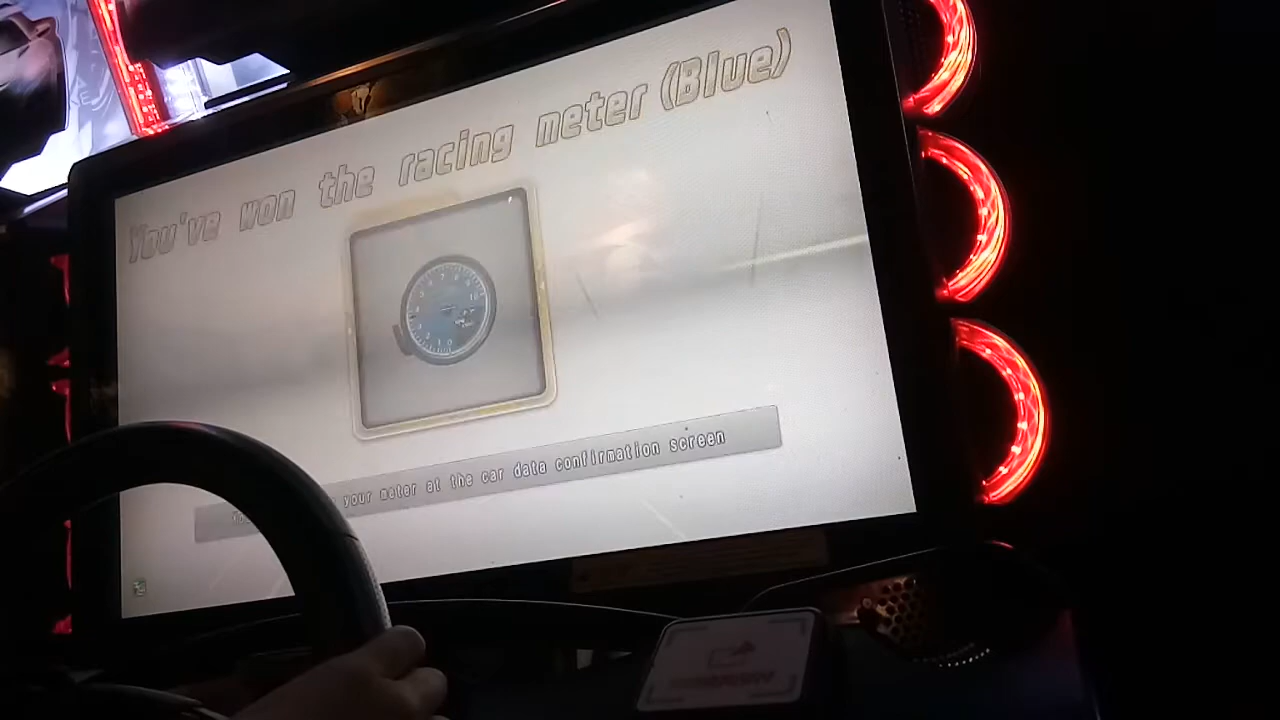 You've won the racing meter (Blue)
your meter at the car data confirmation screen